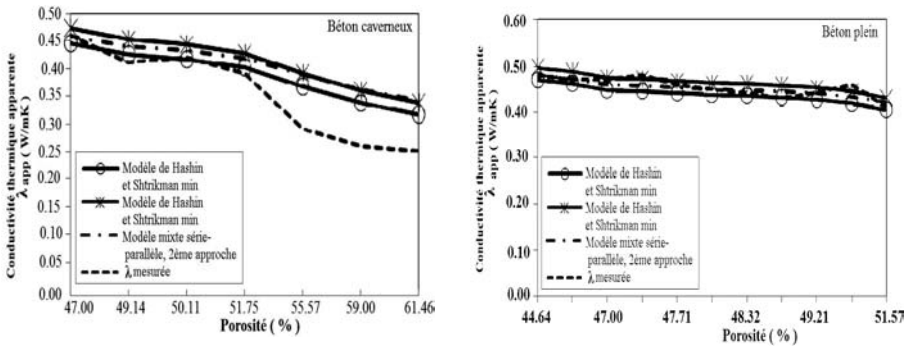 Béton caverneux
Conductivité thermique apparente
λ app ( W/mK )
0.50
0.45
0.40
0.35
0.30
0.25
0.20
0.15
0.10
0.05
0.00
Modèle de Hashin
et Shtrikman min
Modèle de Hashin
et Shtrikman min
Modèle mixte série-
parallèle, 2ème approche
λ mesurée
47.00 49.14 50.11 51.75 55.57 59.00 61.46
Porosité ( % )
Béton plein
Conductivité thermique apparente
λ app ( W/mK )
0.60
0.50
0.40
0.30
0.20
0.10
0.00
Modèle de Hashin
et Shtrikman min
Modèle de Hashin
et Shtrikman min
Modèle mixte série-
parallèle, 2ème approche
λ mesurée
44.64 47.00 47.71 48.32 49.21 51.57
Porosité ( % )